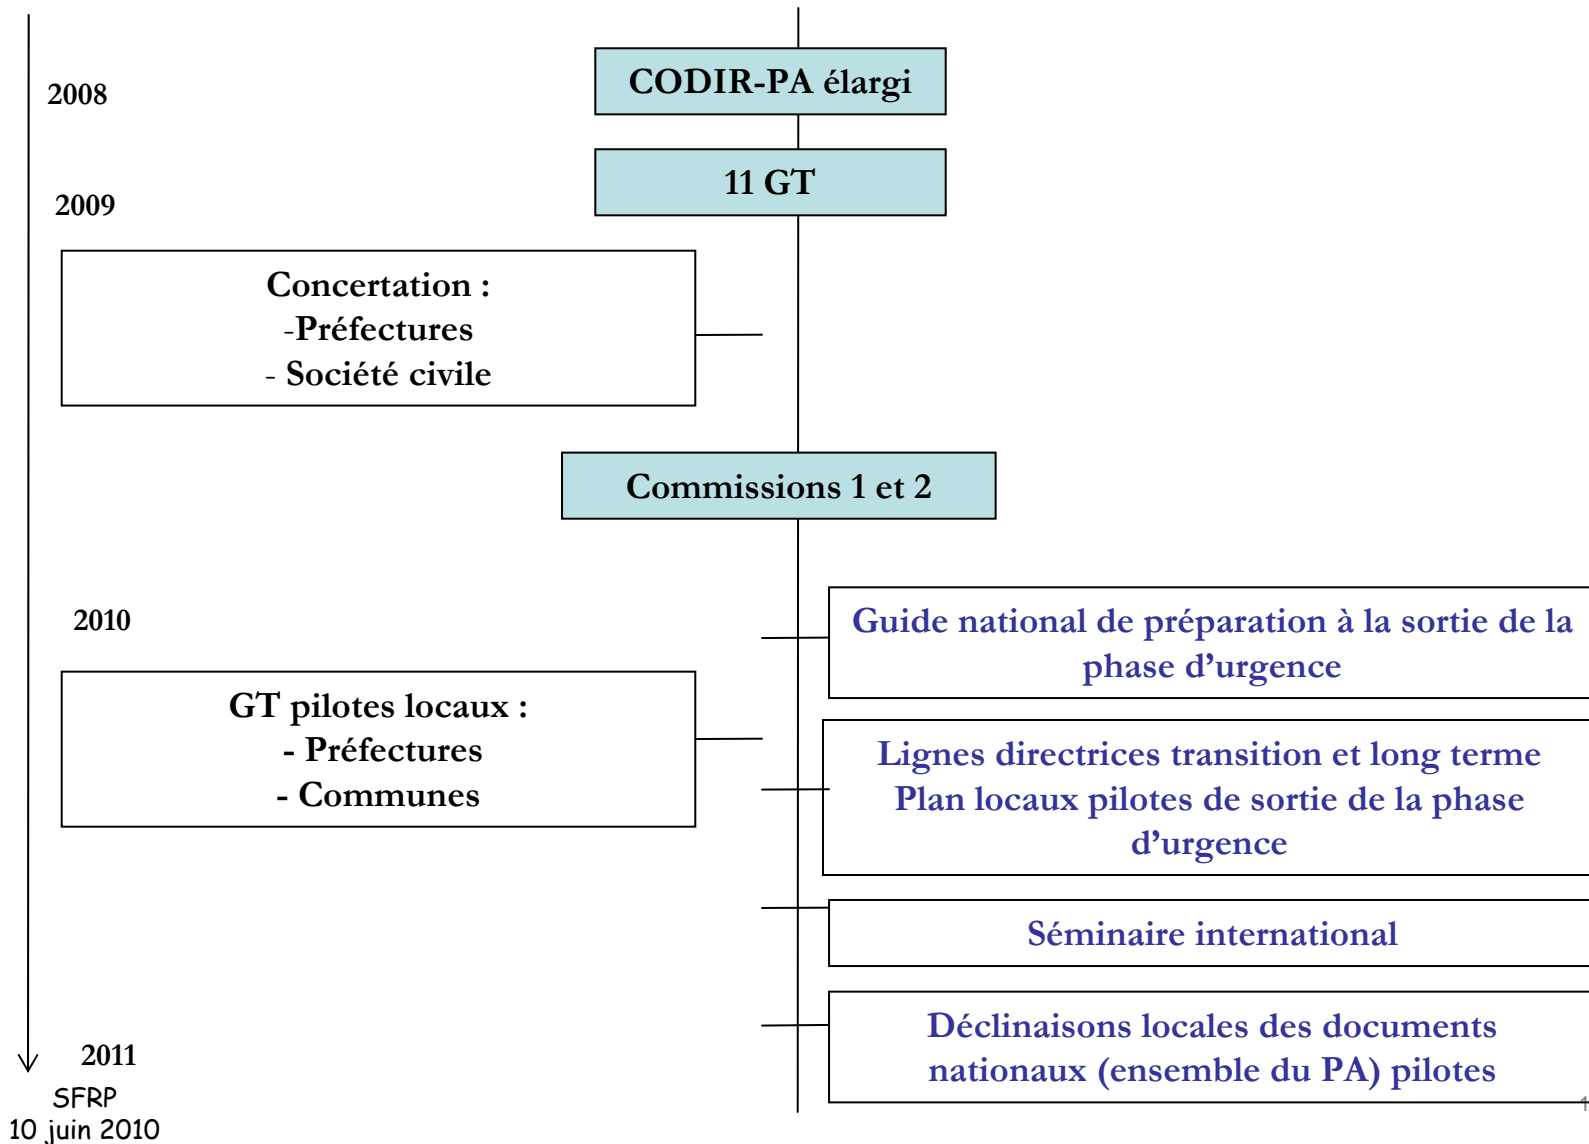 2008
CODIR-PA élargi
11 GT
2009
Concertation :
-Préfectures
- Société civile
Commissions 1 et 2
2010
Guide national de préparation à la sortie de la
phase d’urgence
GT pilotes locaux :
- Préfectures
- Communes
Lignes directrices transition et long terme
Plan locaux pilotes de sortie de la phase
d’urgence
Séminaire international
Déclinaisons locales des documents
nationaux (ensemble du PA) pilotes
2011
SFRP
10 juin 2010